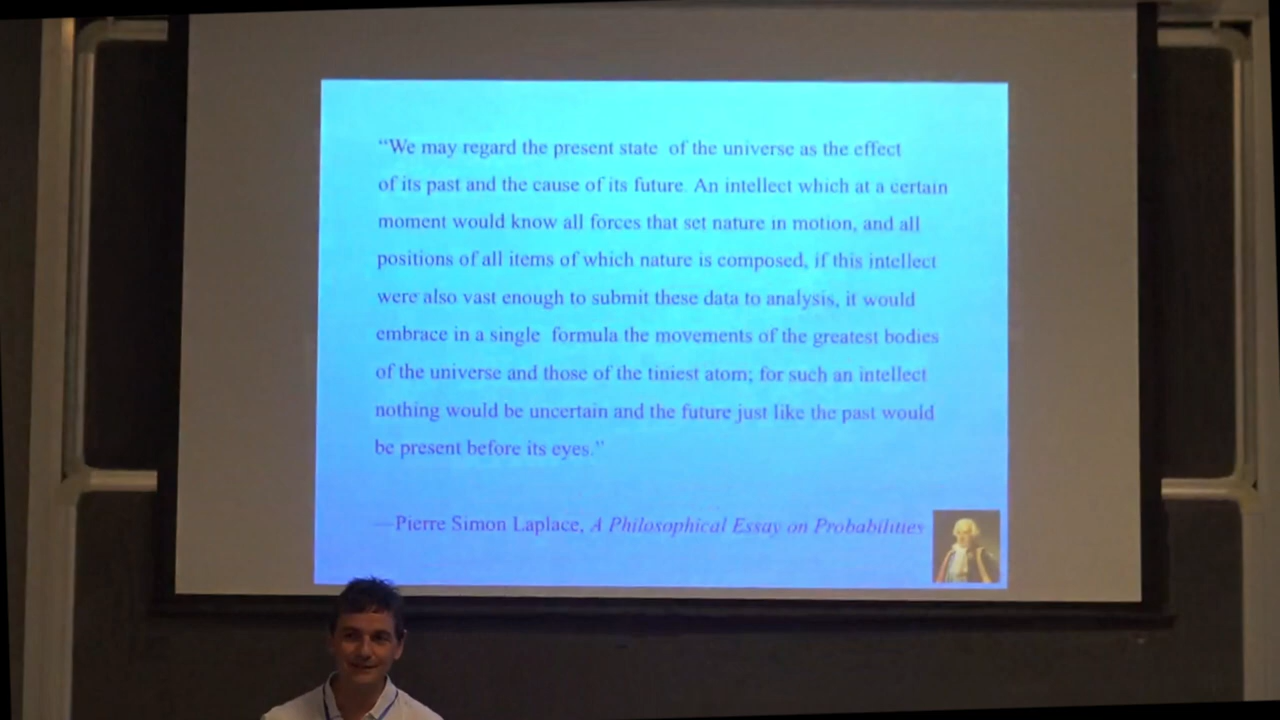 “We may regard the present state of the universe as the effect
of its past and the cause of its future. An intellect which at a certain
moment would know all forces that set nature in motion, and all
positions of all items of which nature is composed, if this intellect
were also vast enough to submit these data to analysis, it would
embrace in a single formula the movements of the greatest bodies
of the universe and those of the tiniest atom; for such an intellect
nothing would be uncertain and the future just like the past would
be present before its eyes.”
—Pierre Simon Laplace, A Philosophical Essay on Probabilities